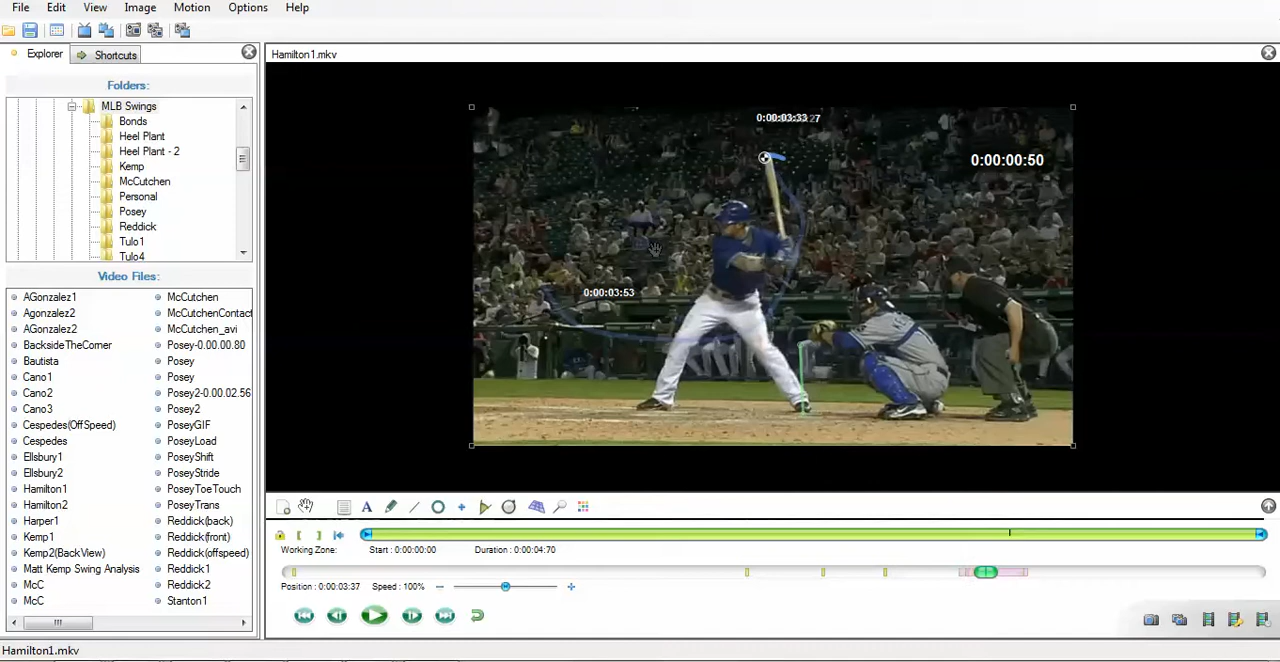 File Edit View Image Motion Options Help
Explorer Shortcuts
Folders:
MLB Swings
Bonds
Heel Plant
Heel Plant - 2
Kemp
McCutchen
Personal
Posey
Reddick
Tulo1
Tulo4
Video Files:
AGonzalez1
AGonzalez2
AGonzalez2
BacksideTheCorner
Bautista
Cano1
Cano2
Cano3
Cespedes(OffSpeed)
Cespedes
Ellsbury1
Ellsbury2
Hamilton1
Hamilton2
Harper1
Kemp1
Kemp2(BackView)
Matt Kemp Swing Analysis
McC
McC
McCutchen
McCutchenContact
McCutchen_avi
Posey-0.00.00.80
Posey
Posey
Posey2-0.00.02.56
Posey2
PoseyGIF
PoseyLoad
PoseyShift
PoseyStride
PoseyToeTouch
PoseyTrans
Reddick(back)
Reddick(front)
Reddick(offspeed)
Reddick1
Reddick2
Stanton1
Hamilton1.mkv
Hamilton1.mkv
0:00:03:33
0:00:00:50
0:00:03:53
Working Zone: Start : 0:00:00:00 Duration : 0:00:04:70
Position : 0:00:03:37 Speed : 100%